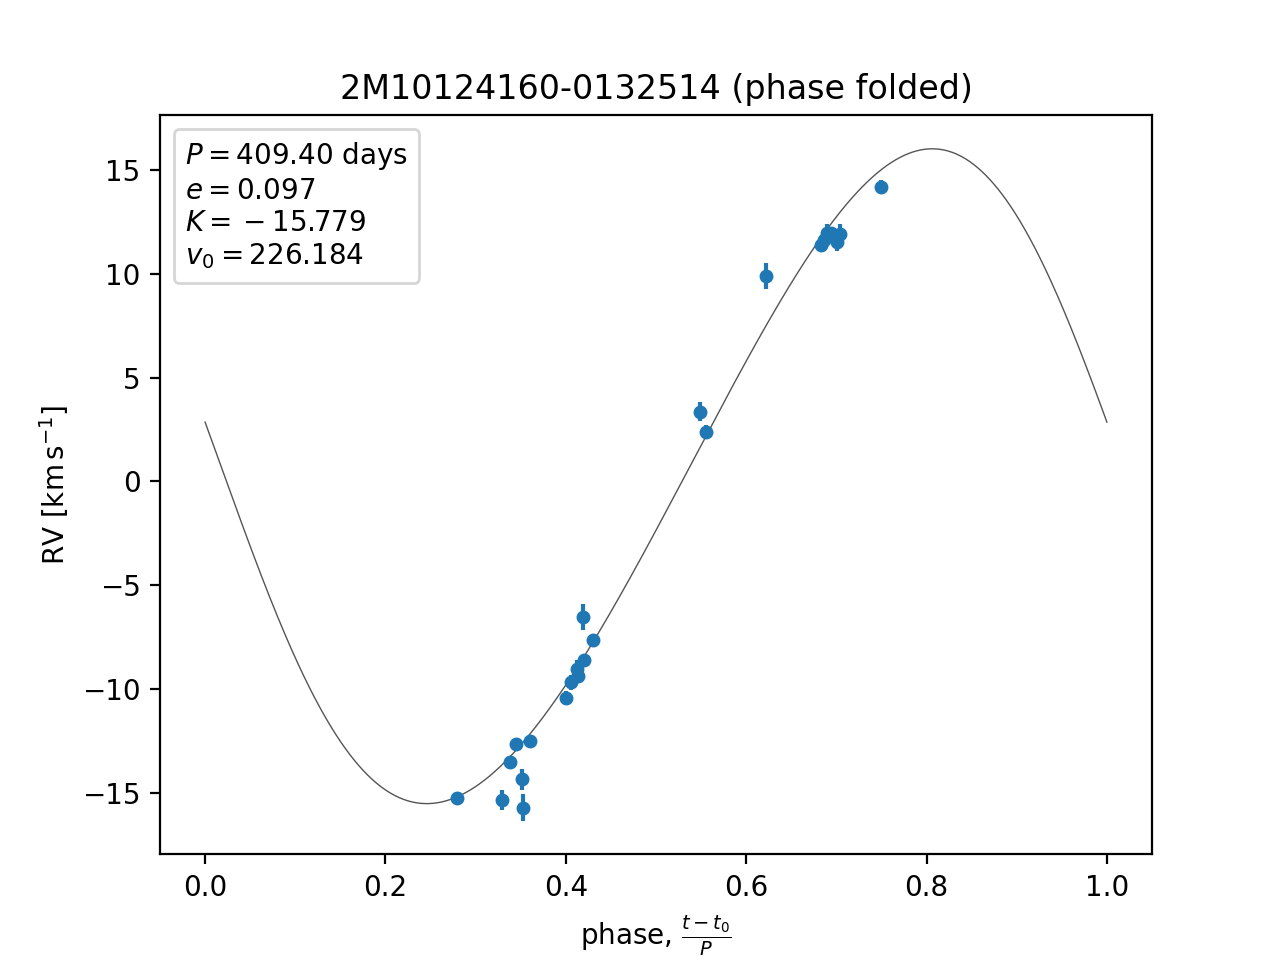 2M10124160-0132514 (phase folded)
P = 409.40 days
e = 0.097
K = −15.779
v₀ = 226.184
15
10
5
0
−5
−10
−15
RV [km s⁻¹]
0.0 0.2 0.4 0.6 0.8 1.0
phase, (t − t₀)/P